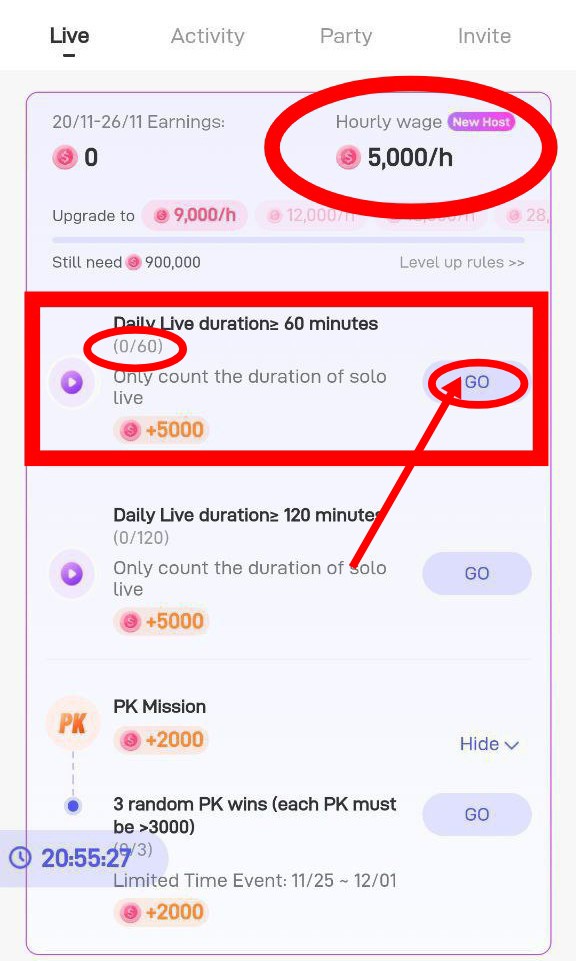 Live Activity Party Invite
20/11-26/11 Earnings: Hourly wage New Host
0 5,000/h
Upgrade to 9,000/h 12,000/h 28,
Still need 900,000 Level up rules >>
Daily Live duration≥ 60 minutes
(0/60)
Only count the duration of solo
live
GO
+5000
Daily Live duration≥ 120 minutes
(0/120)
Only count the duration of solo
live
GO
+5000
PK Mission
PK
+2000
Hide
3 random PK wins (each PK must
be >3000)
GO
(0/3)
20:55:27
Limited Time Event: 11/25 ~ 12/01
+2000